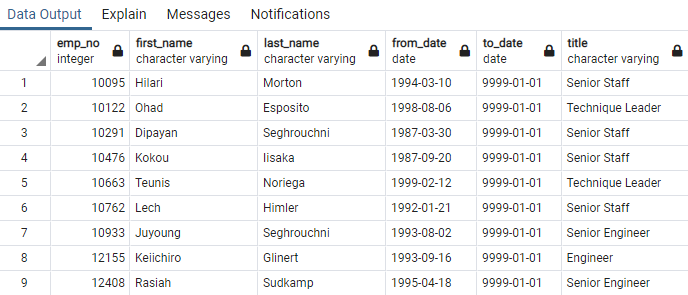 Data Output Explain Messages Notifications
emp_no first_name last_name from_date to_date title
integer character varying character varying date date character varying
1 10095 Hilari Morton 1994-03-10 9999-01-01 Senior Staff
2 10122 Ohad Esposito 1998-08-06 9999-01-01 Technique Leader
3 10291 Dipayan Seghrouchni 1987-03-30 9999-01-01 Senior Staff
4 10476 Kokou Iisaka 1987-09-20 9999-01-01 Senior Staff
5 10663 Teunis Noriega 1999-02-12 9999-01-01 Technique Leader
6 10762 Lech Himler 1992-01-21 9999-01-01 Senior Staff
7 10933 Juyoung Seghrouchni 1993-08-02 9999-01-01 Senior Engineer
8 12155 Keiichiro Glinert 1993-09-16 9999-01-01 Engineer
9 12408 Rasiah Sudkamp 1995-04-18 9999-01-01 Senior Engineer